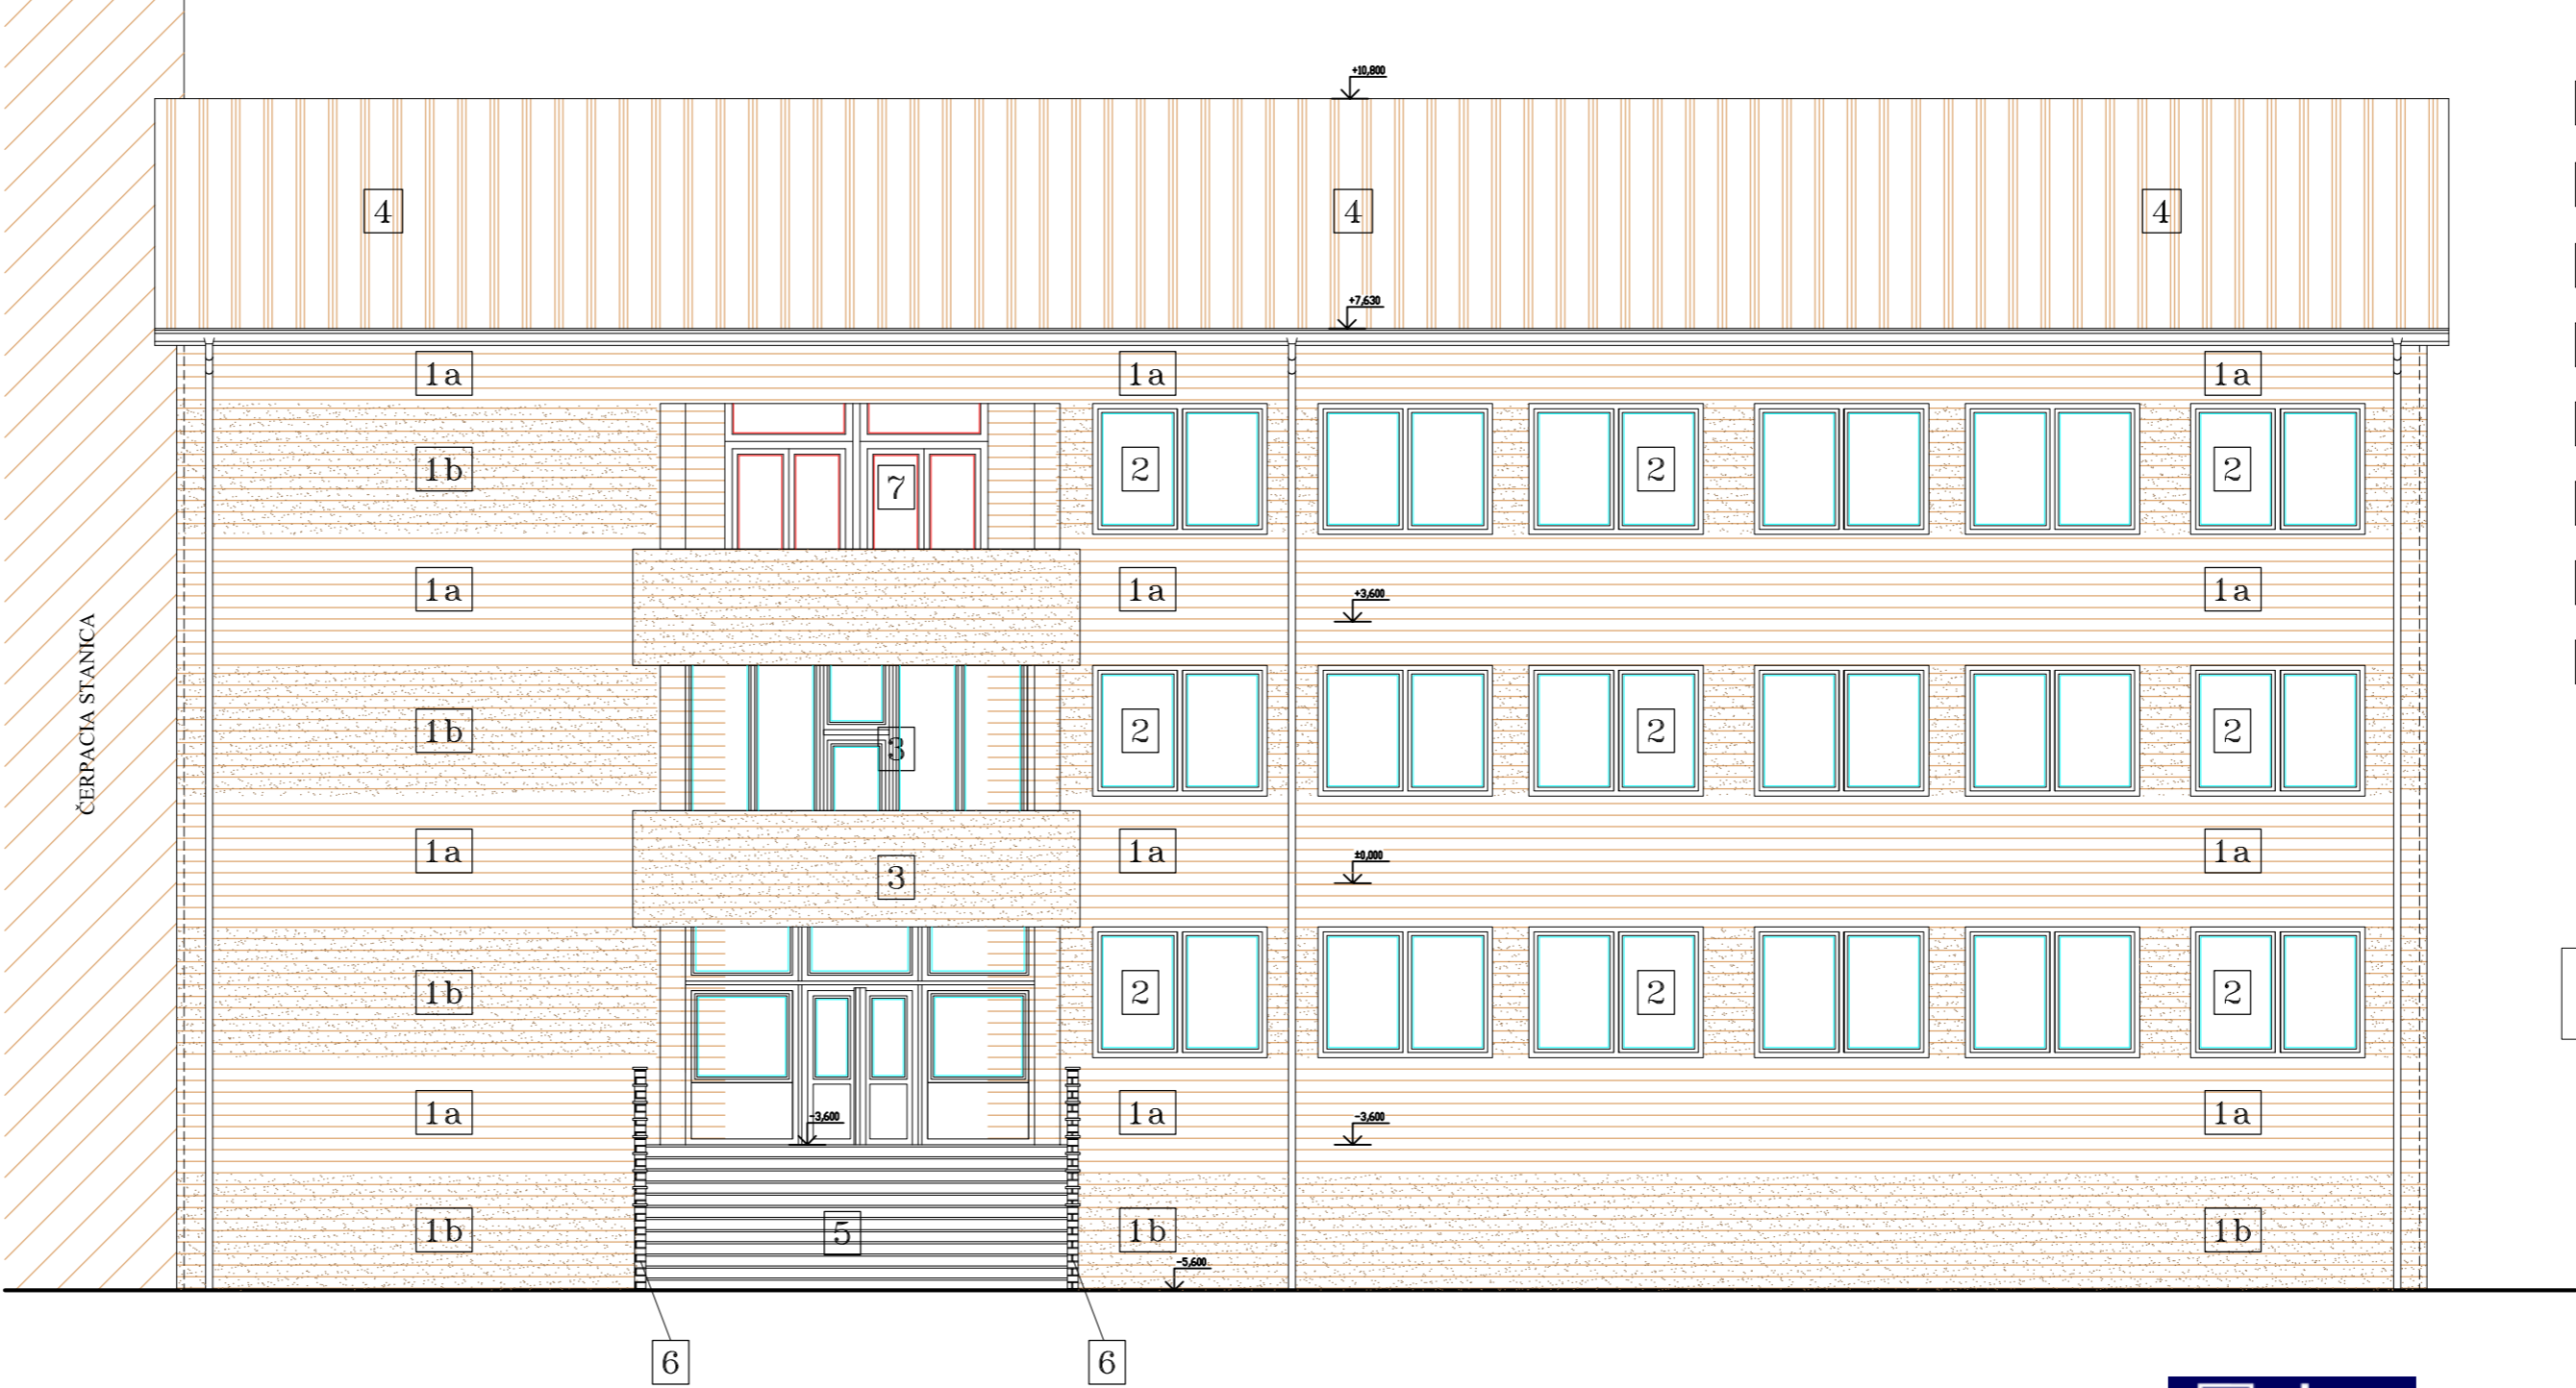 +10,800
4 4 4
+7,630
1a 1a 1a
1b 7 2 2 2
1a 1a +3,600 1a
ČERPACIA STANICA
1b 3 2 2 2
1a 3 1a ±0,000 1a
1b 2 2 2
1a -3,600 1a -3,600 1a
1b 5 1b -5,600 1b
6 6